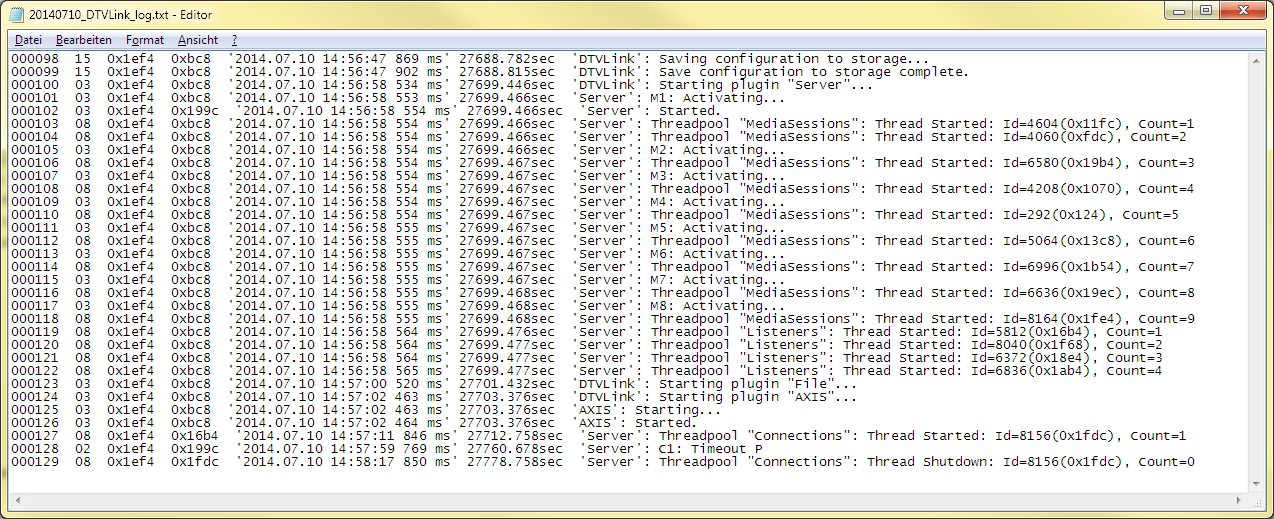 20140710_DTVLink_log.txt - Editor
Datei Bearbeiten Format Ansicht ?
000098 15 0x1ef4 0xbc8 '2014.07.10 14:56:47 869 ms' 27688.782sec 'DTVLink': Saving configuration to storage...
000099 15 0x1ef4 0xbc8 '2014.07.10 14:56:47 902 ms' 27688.815sec 'DTVLink': Save configuration to storage complete.
000100 03 0x1ef4 0xbc8 '2014.07.10 14:56:58 534 ms' 27699.446sec 'DTVLink': Starting plugin "Server"...
000101 03 0x1ef4 0xbc8 '2014.07.10 14:56:58 553 ms' 27699.466sec 'Server': M1: Activating...
000102 03 0x1ef4 0x199c '2014.07.10 14:56:58 554 ms' 27699.466sec 'Server': Started.
000103 08 0x1ef4 0xbc8 '2014.07.10 14:56:58 554 ms' 27699.466sec 'Server': Threadpool "MediaSessions": Thread Started: Id=4604(0x11fc), Count=1
000104 08 0x1ef4 0xbc8 '2014.07.10 14:56:58 554 ms' 27699.466sec 'Server': Threadpool "MediaSessions": Thread Started: Id=4060(0xfdc), Count=2
000105 03 0x1ef4 0xbc8 '2014.07.10 14:56:58 554 ms' 27699.466sec 'Server': M2: Activating...
000106 08 0x1ef4 0xbc8 '2014.07.10 14:56:58 554 ms' 27699.467sec 'Server': Threadpool "MediaSessions": Thread Started: Id=6580(0x19b4), Count=3
000107 03 0x1ef4 0xbc8 '2014.07.10 14:56:58 554 ms' 27699.467sec 'Server': M3: Activating...
000108 08 0x1ef4 0xbc8 '2014.07.10 14:56:58 554 ms' 27699.467sec 'Server': Threadpool "MediaSessions": Thread Started: Id=4208(0x1070), Count=4
000109 03 0x1ef4 0xbc8 '2014.07.10 14:56:58 554 ms' 27699.467sec 'Server': M4: Activating...
000110 08 0x1ef4 0xbc8 '2014.07.10 14:56:58 554 ms' 27699.467sec 'Server': Threadpool "MediaSessions": Thread Started: Id=292(0x124), Count=5
000111 03 0x1ef4 0xbc8 '2014.07.10 14:56:58 555 ms' 27699.467sec 'Server': M5: Activating...
000112 08 0x1ef4 0xbc8 '2014.07.10 14:56:58 555 ms' 27699.467sec 'Server': Threadpool "MediaSessions": Thread Started: Id=5064(0x13c8), Count=6
000113 03 0x1ef4 0xbc8 '2014.07.10 14:56:58 555 ms' 27699.467sec 'Server': M6: Activating...
000114 08 0x1ef4 0xbc8 '2014.07.10 14:56:58 555 ms' 27699.467sec 'Server': Threadpool "MediaSessions": Thread Started: Id=6996(0x1b54), Count=7
000115 03 0x1ef4 0xbc8 '2014.07.10 14:56:58 555 ms' 27699.467sec 'Server': M7: Activating...
000116 08 0x1ef4 0xbc8 '2014.07.10 14:56:58 555 ms' 27699.468sec 'Server': Threadpool "MediaSessions": Thread Started: Id=6636(0x19ec), Count=8
000117 03 0x1ef4 0xbc8 '2014.07.10 14:56:58 555 ms' 27699.468sec 'Server': M8: Activating...
000118 08 0x1ef4 0xbc8 '2014.07.10 14:56:58 555 ms' 27699.468sec 'Server': Threadpool "MediaSessions": Thread Started: Id=8164(0x1fe4), Count=9
000119 08 0x1ef4 0xbc8 '2014.07.10 14:56:58 564 ms' 27699.476sec 'Server': Threadpool "Listeners": Thread Started: Id=5812(0x16b4), Count=1
000120 08 0x1ef4 0xbc8 '2014.07.10 14:56:58 564 ms' 27699.477sec 'Server': Threadpool "Listeners": Thread Started: Id=8040(0x1f68), Count=2
000121 08 0x1ef4 0xbc8 '2014.07.10 14:56:58 564 ms' 27699.477sec 'Server': Threadpool "Listeners": Thread Started: Id=6372(0x18e4), Count=3
000122 08 0x1ef4 0xbc8 '2014.07.10 14:56:58 565 ms' 27699.477sec 'Server': Threadpool "Listeners": Thread Started: Id=6836(0x1ab4), Count=4
000123 03 0x1ef4 0xbc8 '2014.07.10 14:57:00 520 ms' 27701.432sec 'DTVLink': Starting plugin "File"...
000124 03 0x1ef4 0xbc8 '2014.07.10 14:57:02 463 ms' 27703.376sec 'DTVLink': Starting plugin "AXIS"...
000125 03 0x1ef4 0xbc8 '2014.07.10 14:57:02 463 ms' 27703.376sec 'AXIS': Starting...
000126 03 0x1ef4 0xbc8 '2014.07.10 14:57:02 464 ms' 27703.376sec 'AXIS': Started.
000127 08 0x1ef4 0x16b4 '2014.07.10 14:57:11 846 ms' 27712.758sec 'Server': Threadpool "Connections": Thread Started: Id=8156(0x1fdc), Count=1
000128 02 0x1ef4 0x199c '2014.07.10 14:57:59 769 ms' 27760.678sec 'Server': C1: Timeout P
000129 08 0x1ef4 0x1fdc '2014.07.10 14:58:17 850 ms' 27778.758sec 'Server': Threadpool "Connections": Thread Shutdown: Id=8156(0x1fdc), Count=0